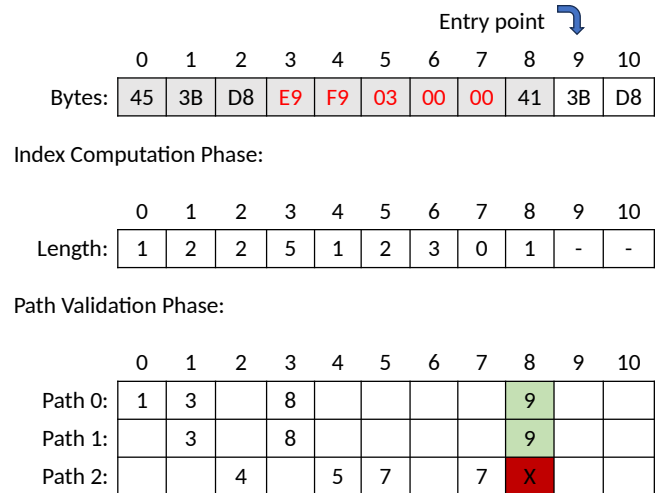 Entry point
0 1 2 3 4 5 6 7 8 9 10
Bytes: 45 3B D8 E9 F9 03 00 00 41 3B D8
Index Computation Phase:
0 1 2 3 4 5 6 7 8 9 10
Length: 1 2 2 5 1 2 3 0 1 - -
Path Validation Phase:
0 1 2 3 4 5 6 7 8 9 10
Path 0: 1 3 8 9
Path 1: 3 8 9
Path 2: 4 5 7 7 X